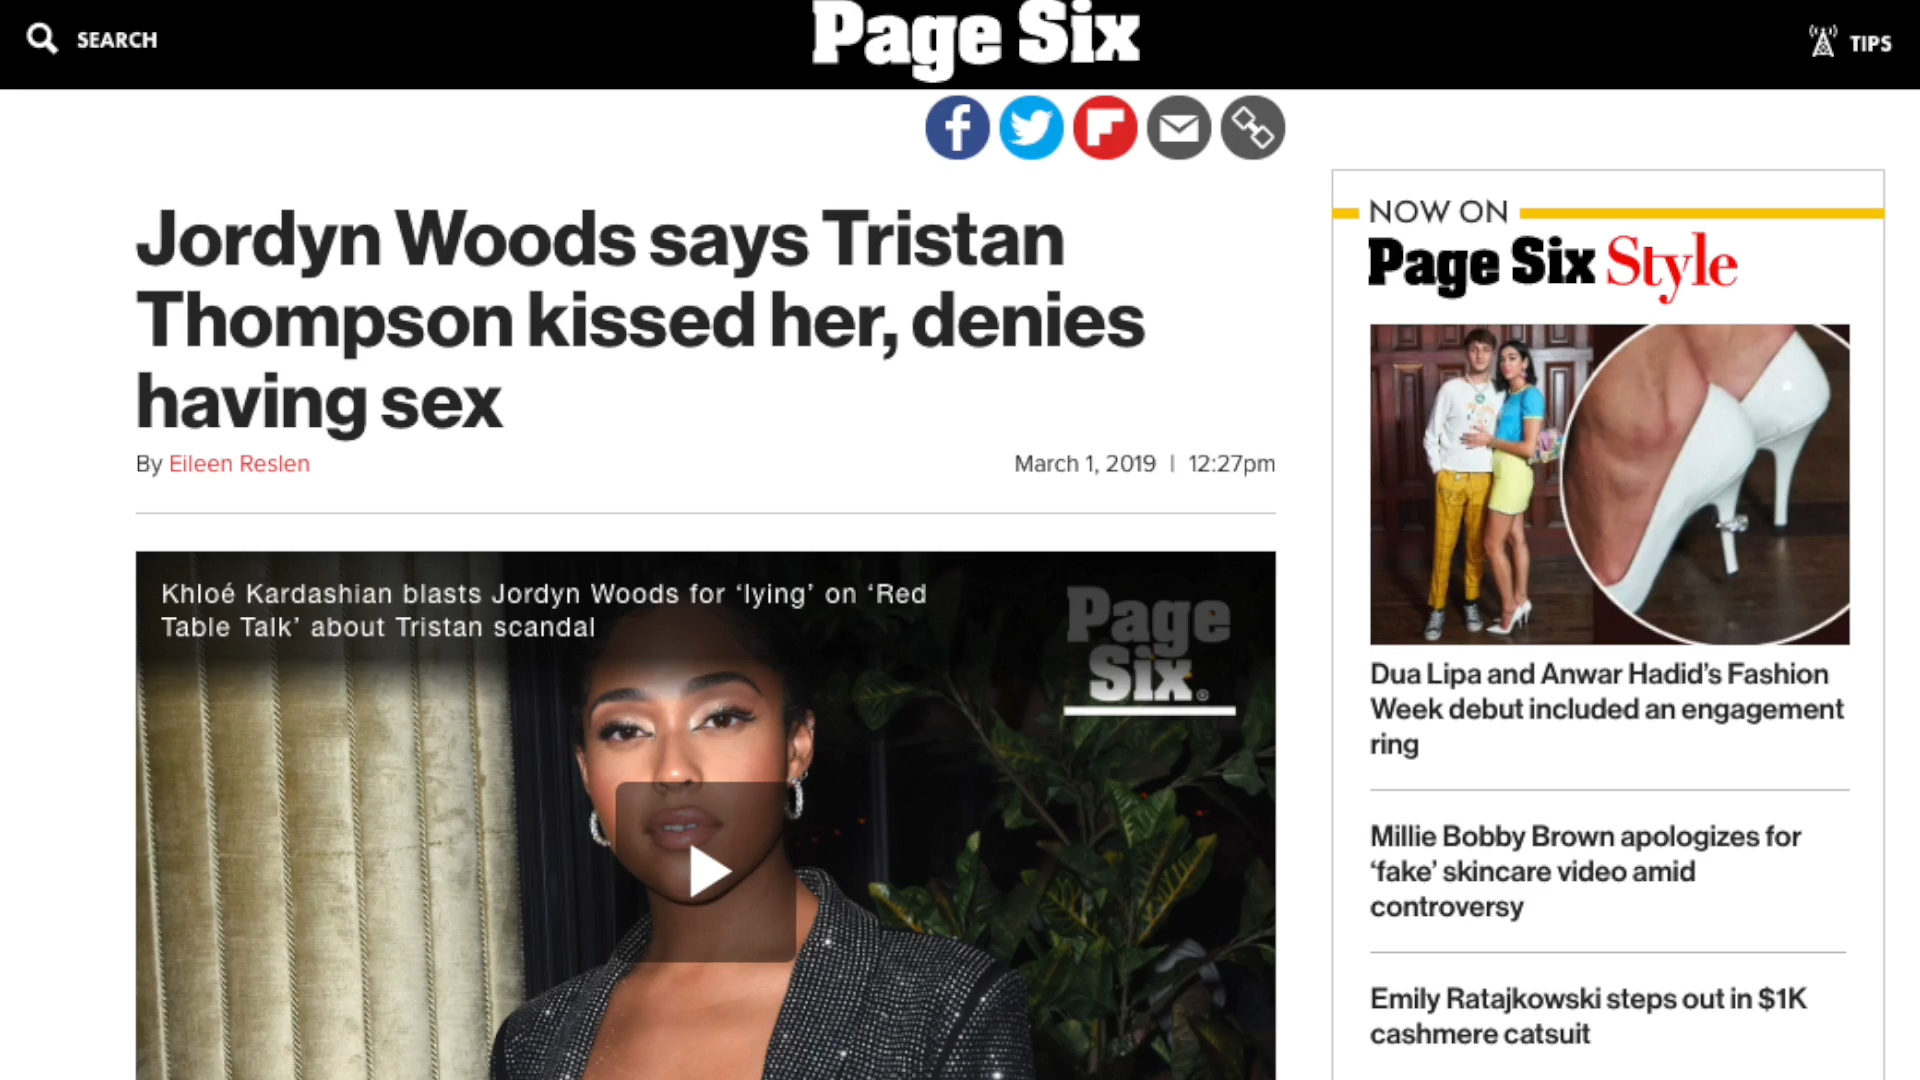 SEARCH
Page Six
TIPS
Jordyn Woods says Tristan
Thompson kissed her, denies
having sex
By Eileen Reslen
March 1, 2019 | 12:27pm
Khloé Kardashian blasts Jordyn Woods for ‘lying’ on ‘Red
Table Talk’ about Tristan scandal
Page
Six®
NOW ON
Page Six Style
Dua Lipa and Anwar Hadid’s Fashion
Week debut included an engagement
ring
Millie Bobby Brown apologizes for
‘fake’ skincare video amid
controversy
Emily Ratajkowski steps out in $1K
cashmere catsuit